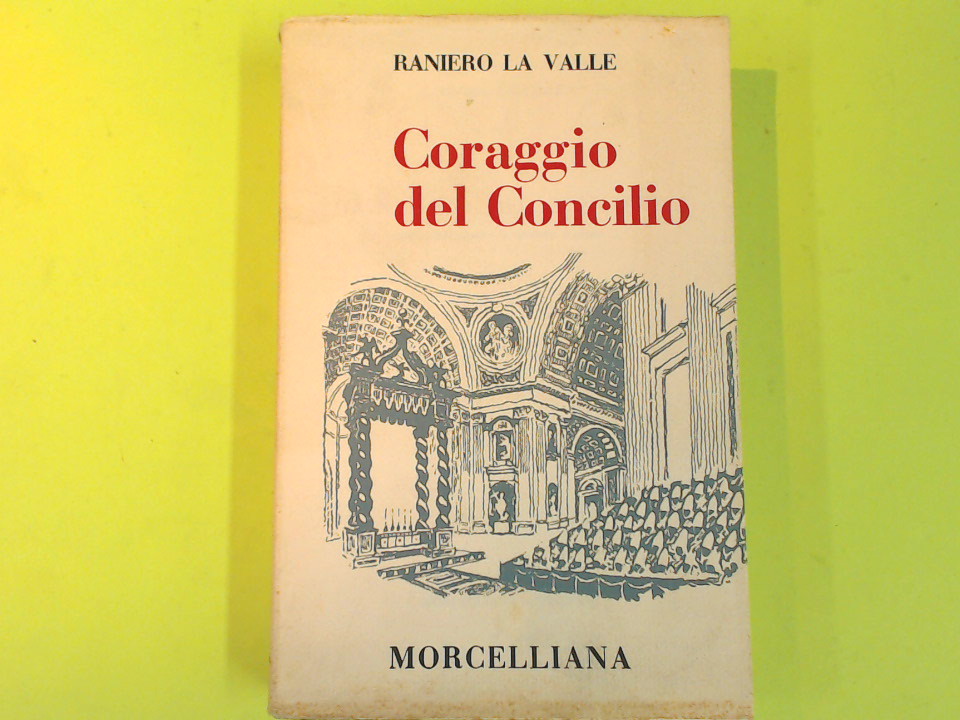 RANIERO LA VALLE
Coraggio
del Concilio
MORCELLIANA